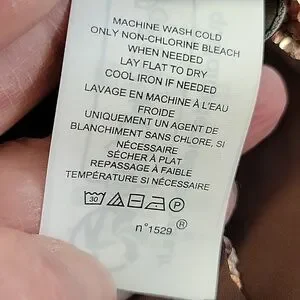 MACHINE WASH COLD
ONLY NON-CHLORINE BLEACH
WHEN NEEDED
LAY FLAT TO DRY
COOL IRON IF NEEDED
LAVAGE EN MACHINE À L'EAU
FROIDE
UNIQUEMENT UN AGENT DE
BLANCHIMENT SANS CHLORE, SI
NÉCESSAIRE
SÉCHER À PLAT
REPASSAGE À FAIBLE
TEMPÉRATURE SI NÉCESSAIRE
30 P
n°1529 ®